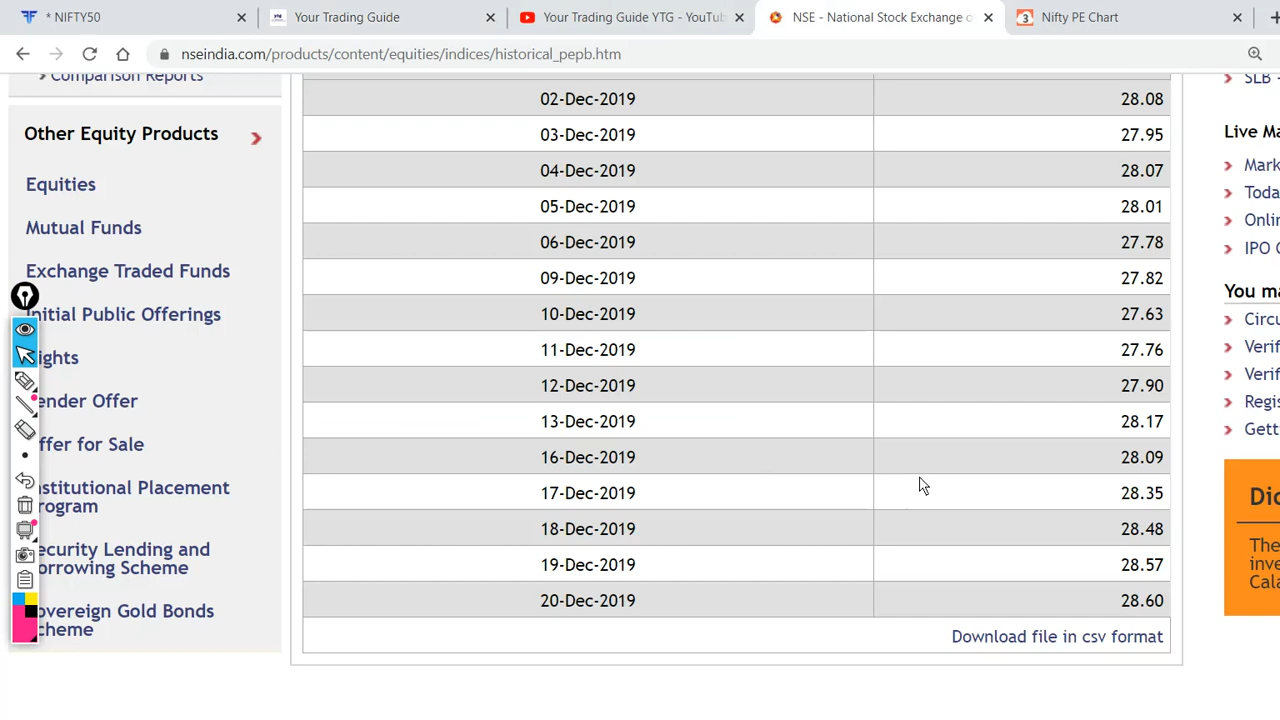 * NIFTY50
Your Trading Guide
Your Trading Guide YTG - YouTu
NSE - National Stock Exchange o
Nifty PE Chart
nseindia.com/products/content/equities/indices/historical_pepb.htm
Comparison Reports
Other Equity Products
Equities
Mutual Funds
Exchange Traded Funds
nitial Public Offerings
ights
ender Offer
ffer for Sale
nstitutional Placement
rogram
ecurity Lending and
orrowing Scheme
overeign Gold Bonds
cheme
02-Dec-2019 28.08
03-Dec-2019 27.95
04-Dec-2019 28.07
05-Dec-2019 28.01
06-Dec-2019 27.78
09-Dec-2019 27.82
10-Dec-2019 27.63
11-Dec-2019 27.76
12-Dec-2019 27.90
13-Dec-2019 28.17
16-Dec-2019 28.09
17-Dec-2019 28.35
18-Dec-2019 28.48
19-Dec-2019 28.57
20-Dec-2019 28.60
Download file in csv format
SLB -
Live Ma
Mark
Toda
Onlin
IPO C
You ma
Circu
Verif
Verif
Regis
Gett
Dic
The
inve
Cala